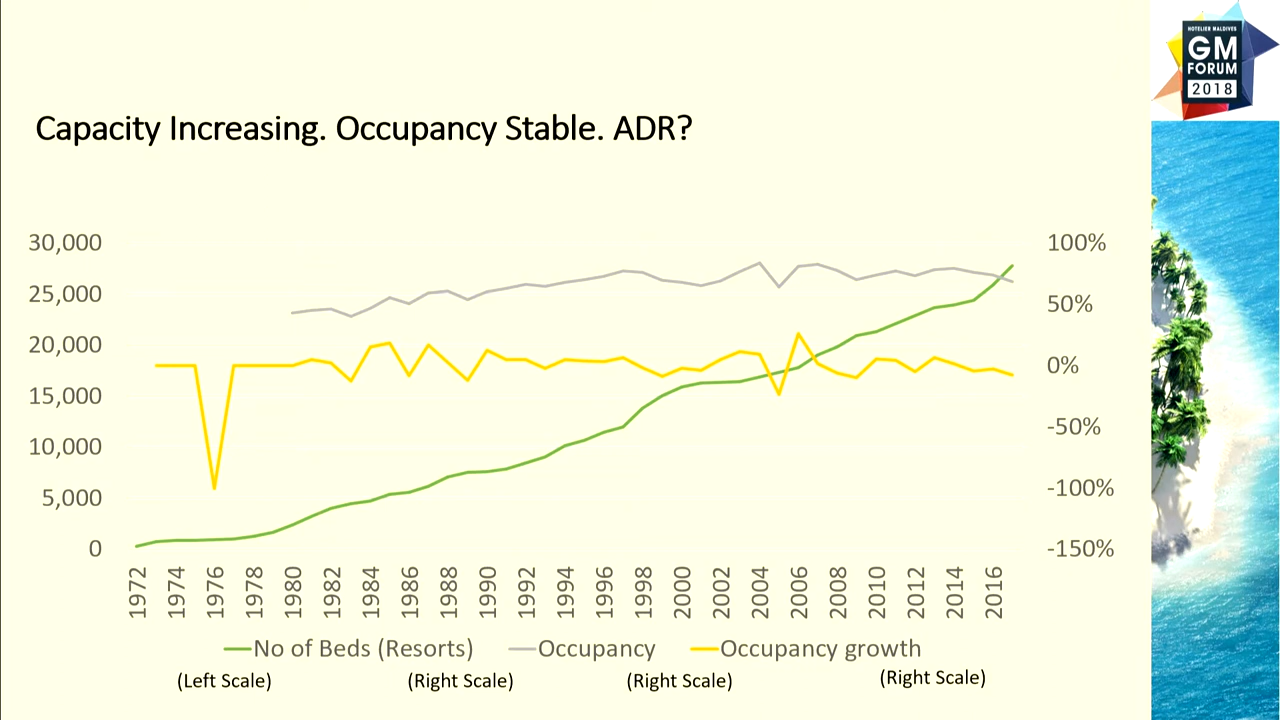 HOTELIER MALDIVES
GM
FORUM
2018
Capacity Increasing. Occupancy Stable. ADR?
30,000
25,000
20,000
15,000
10,000
5,000
0
100%
50%
0%
-50%
-100%
-150%
1972 1974 1976 1978 1980 1982 1984 1986 1988 1990 1992 1994 1996 1998 2000 2002 2004 2006 2008 2010 2012 2014 2016
No of Beds (Resorts) Occupancy Occupancy growth
(Left Scale) (Right Scale) (Right Scale) (Right Scale)